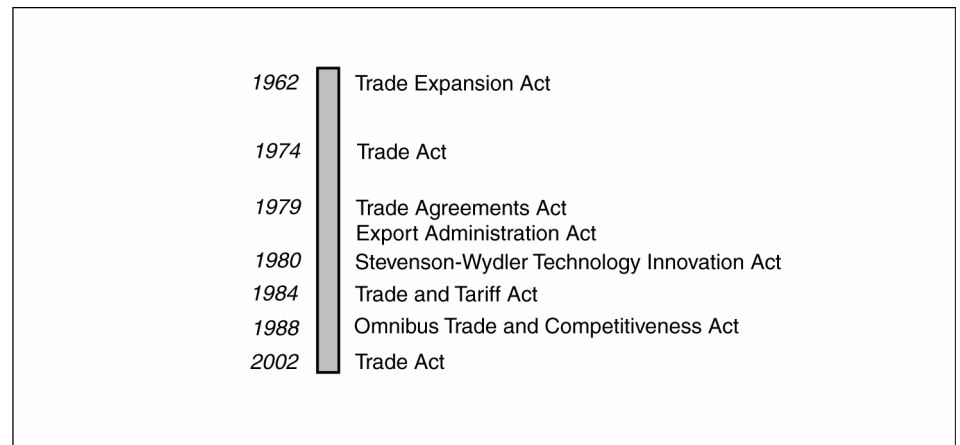 1962 Trade Expansion Act
1974 Trade Act
1979 Trade Agreements Act
Export Administration Act
1980 Stevenson-Wydler Technology Innovation Act
1984 Trade and Tariff Act
1988 Omnibus Trade and Competitiveness Act
2002 Trade Act